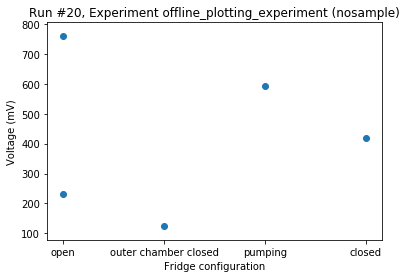 Run #20, Experiment offline_plotting_experiment (nosample)
800
700
600
500
400
300
200
100
Voltage (mV)
open outer chamber closed pumping closed
Fridge configuration